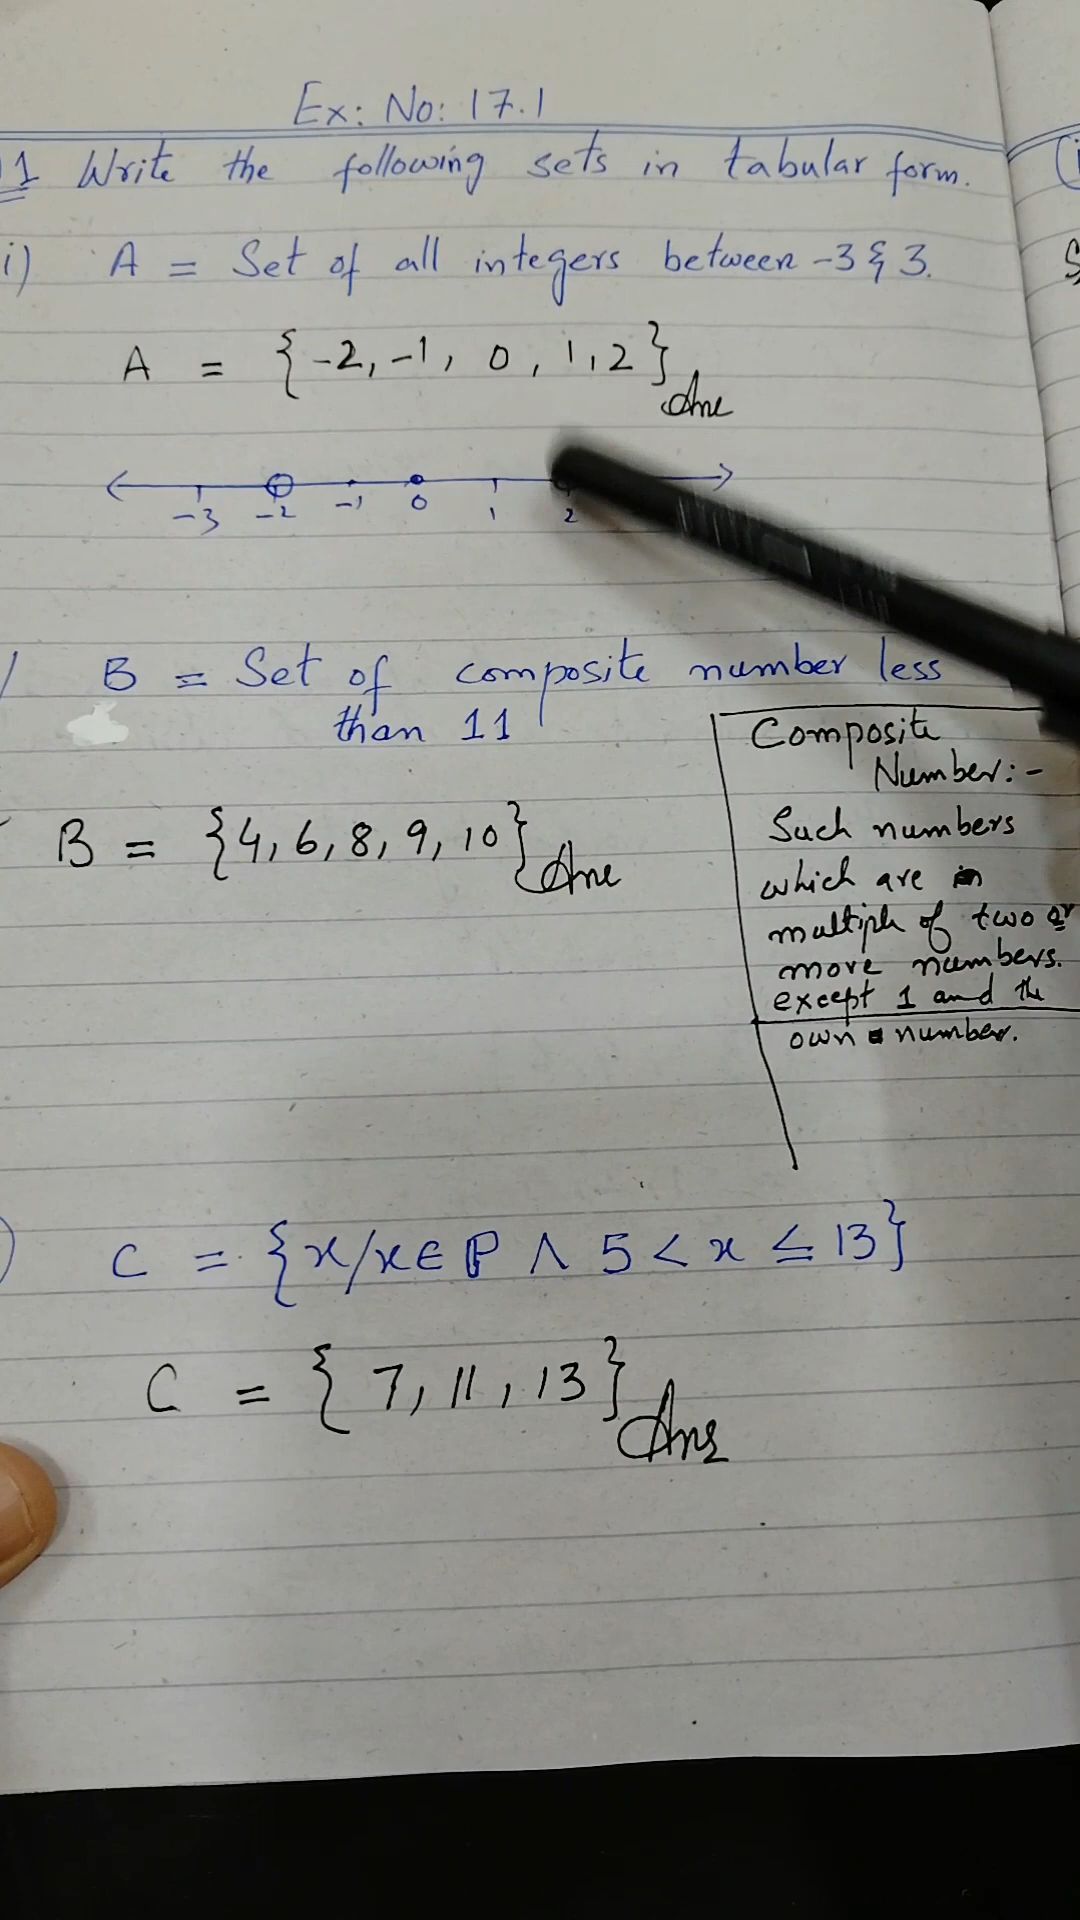 Ex: No: 17.1
1 Write the following sets in tabular form.
i) A = Set of all integers between -3 & 3.
A = {-2, -1, 0, 1, 2} Ans
-3 -2 -1 0 1 2
B = Set of composite number less
than 11
Composite
Number:-
Such numbers
which are
multiple of two or
more numbers.
except 1 and the
own number.
B = {4, 6, 8, 9, 10} Ans
C = {x/x∈P ∧ 5 < x ≤ 13}
C = {7, 11, 13} Ans